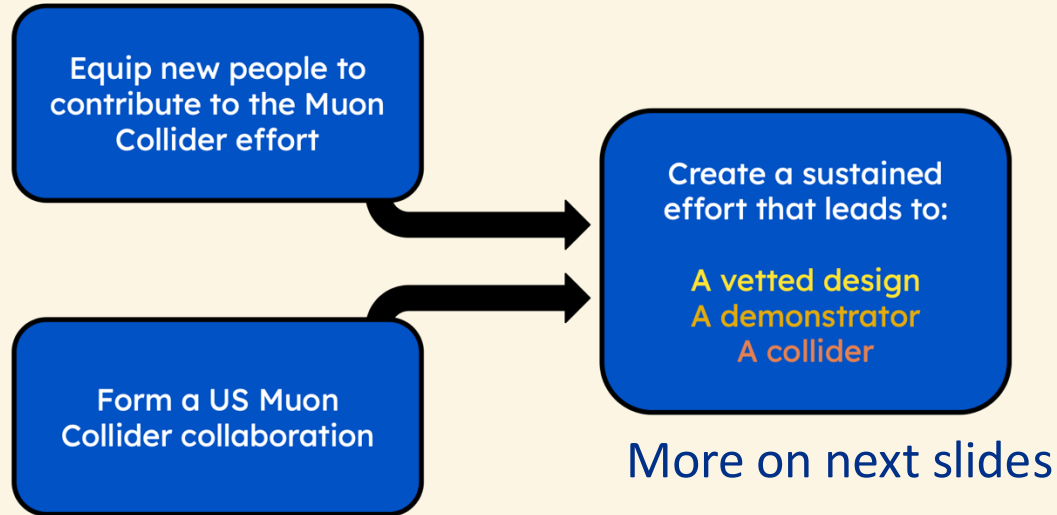 Equip new people to
contribute to the Muon
Collider effort
Form a US Muon
Collider collaboration
Create a sustained
effort that leads to:
A vetted design
A demonstrator
A collider
More on next slides